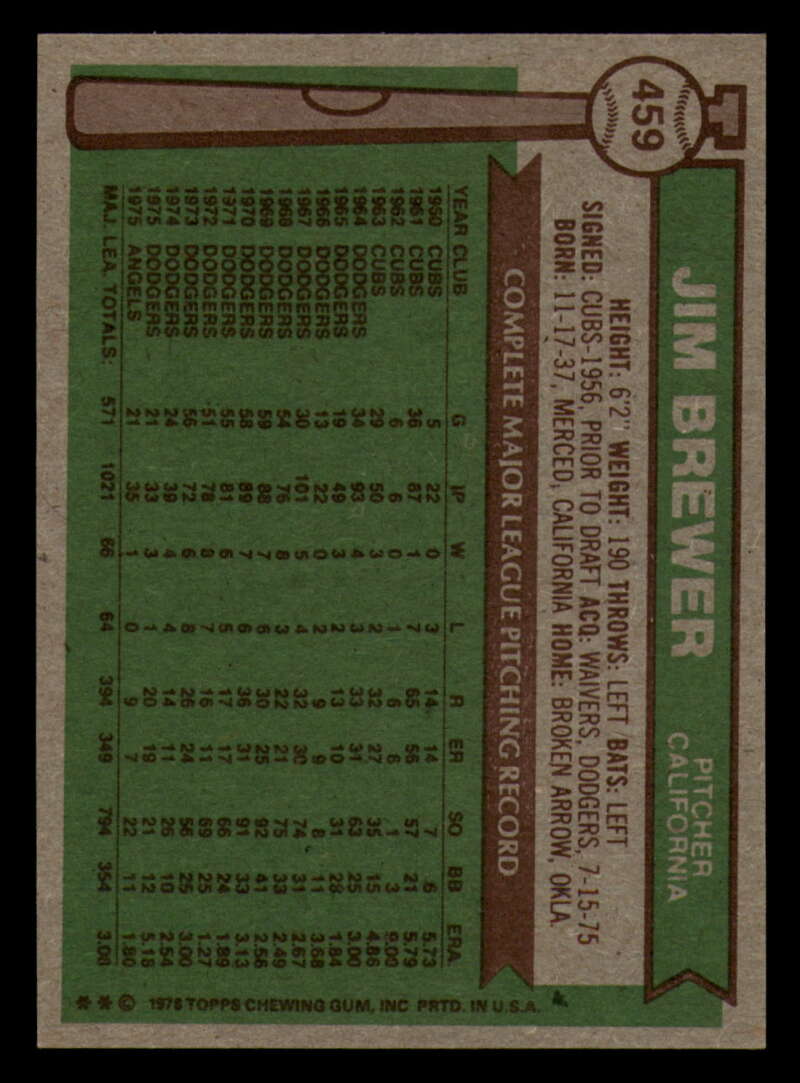 459
JIM BREWER
PITCHER
CALIFORNIA
HEIGHT: 6'2" WEIGHT: 190 THROWS: LEFT BATS: LEFT
SIGNED: CUBS-1956, PRIOR TO DRAFT ACQ: WAIVERS, DODGERS, 7-15-75
BORN: 11-17-37, MERCED, CALIFORNIA HOME: BROKEN ARROW, OKLA.
COMPLETE MAJOR LEAGUE PITCHING RECORD
YEAR CLUB G IP W L R ER SO BB ERA
1960 CUBS 5 22 0 3 14 14 7 6 5.73
1961 CUBS 36 87 1 7 65 56 57 21 5.79
1962 CUBS 6 6 0 1 6 6 1 3 9.00
1963 CUBS 29 50 3 2 32 27 35 15 4.86
1964 DODGERS 34 93 4 3 33 31 63 25 3.00
1965 DODGERS 19 49 3 2 13 10 31 28 1.84
1966 DODGERS 13 22 0 2 9 9 8 11 3.68
1967 DODGERS 30 101 5 4 32 30 74 31 2.67
1968 DODGERS 54 76 8 3 22 21 75 33 2.49
1969 DODGERS 59 88 7 6 30 25 92 41 2.56
1970 DODGERS 58 89 7 6 36 31 91 33 3.13
1971 DODGERS 55 81 6 5 17 17 66 24 1.89
1972 DODGERS 51 78 8 7 16 11 69 25 1.27
1973 DODGERS 56 72 6 8 26 24 56 25 3.00
1974 DODGERS 24 39 4 4 14 11 26 10 2.54
1975 DODGERS 21 33 3 1 20 19 21 12 5.18
1975 ANGELS 21 35 1 0 9 7 22 11 1.80
MAJ. LEA. TOTALS: 571 1021 66 64 394 349 794 354 3.08
** © 1976 TOPPS CHEWING GUM, INC PRTD. IN U.S.A.